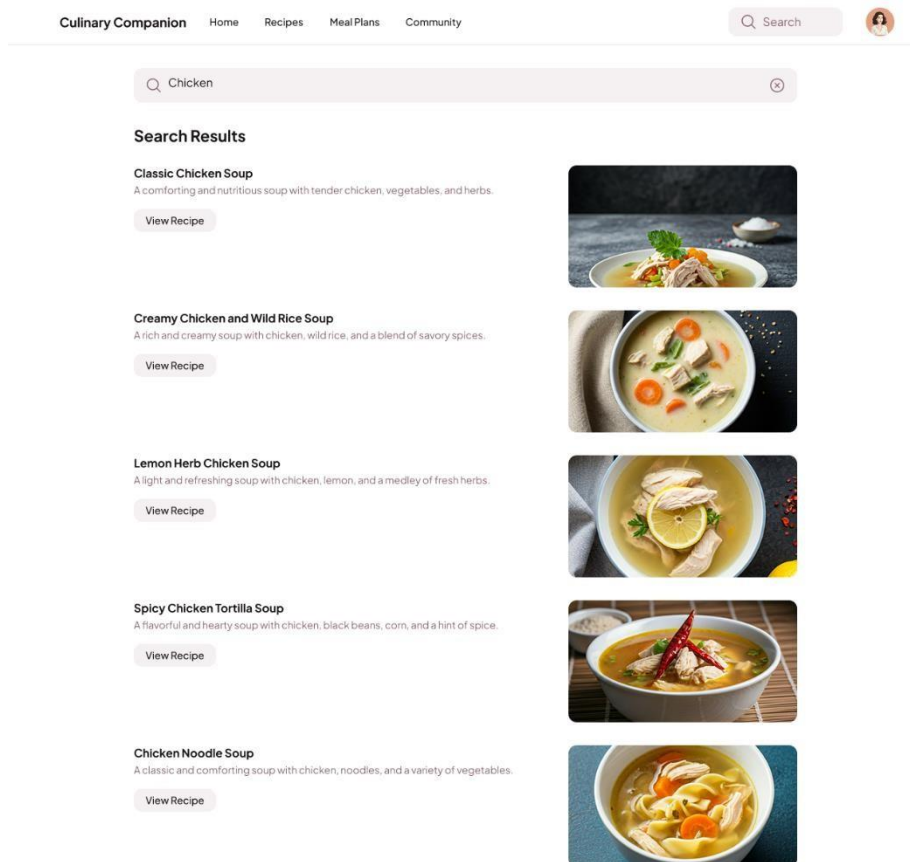 Culinary Companion Home Recipes Meal Plans Community Search
Chicken
Search Results
Classic Chicken Soup
A comforting and nutritious soup with tender chicken, vegetables, and herbs.
View Recipe
Creamy Chicken and Wild Rice Soup
A rich and creamy soup with chicken, wild rice, and a blend of savory spices.
View Recipe
Lemon Herb Chicken Soup
A light and refreshing soup with chicken, lemon, and a medley of fresh herbs.
View Recipe
Spicy Chicken Tortilla Soup
A flavorful and hearty soup with chicken, black beans, corn, and a hint of spice.
View Recipe
Chicken Noodle Soup
A classic and comforting soup with chicken, noodles, and a variety of vegetables.
View Recipe